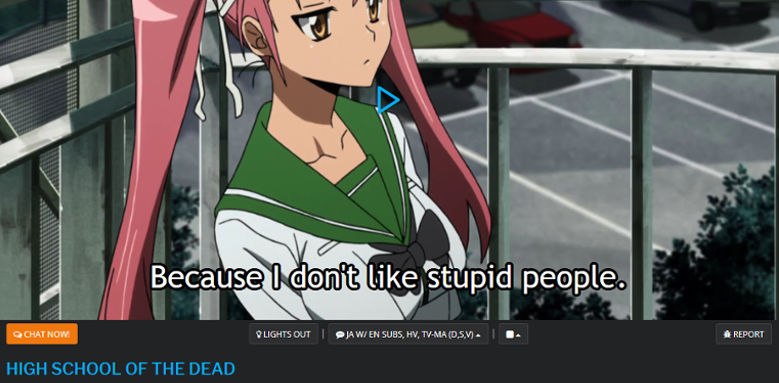 Because I don't like stupid people.
CHAT NOW!
LIGHTS OUT
JA W/ EN SUBS, HV, TV-MA (D,S,V)
REPORT
HIGH SCHOOL OF THE DEAD